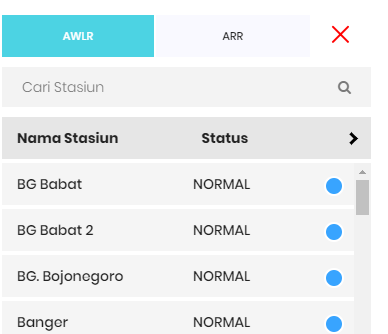 AWLR ARR
Cari Stasiun
Nama Stasiun Status
BG Babat NORMAL
BG Babat 2 NORMAL
BG. Bojonegoro NORMAL
Banger NORMAL